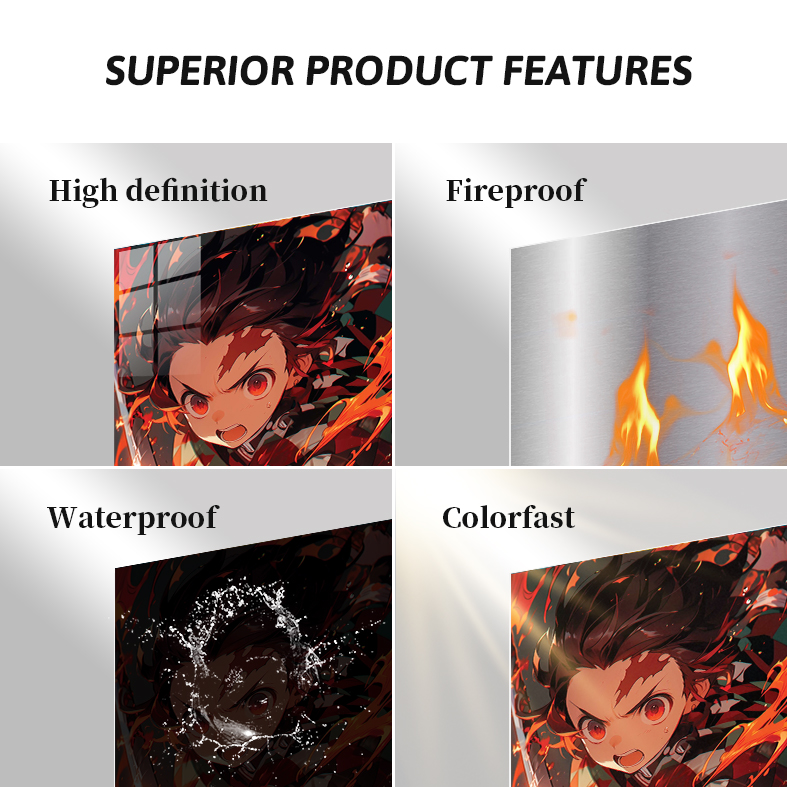 SUPERIOR PRODUCT FEATURES
High definition
Fireproof
Waterproof
Colorfast